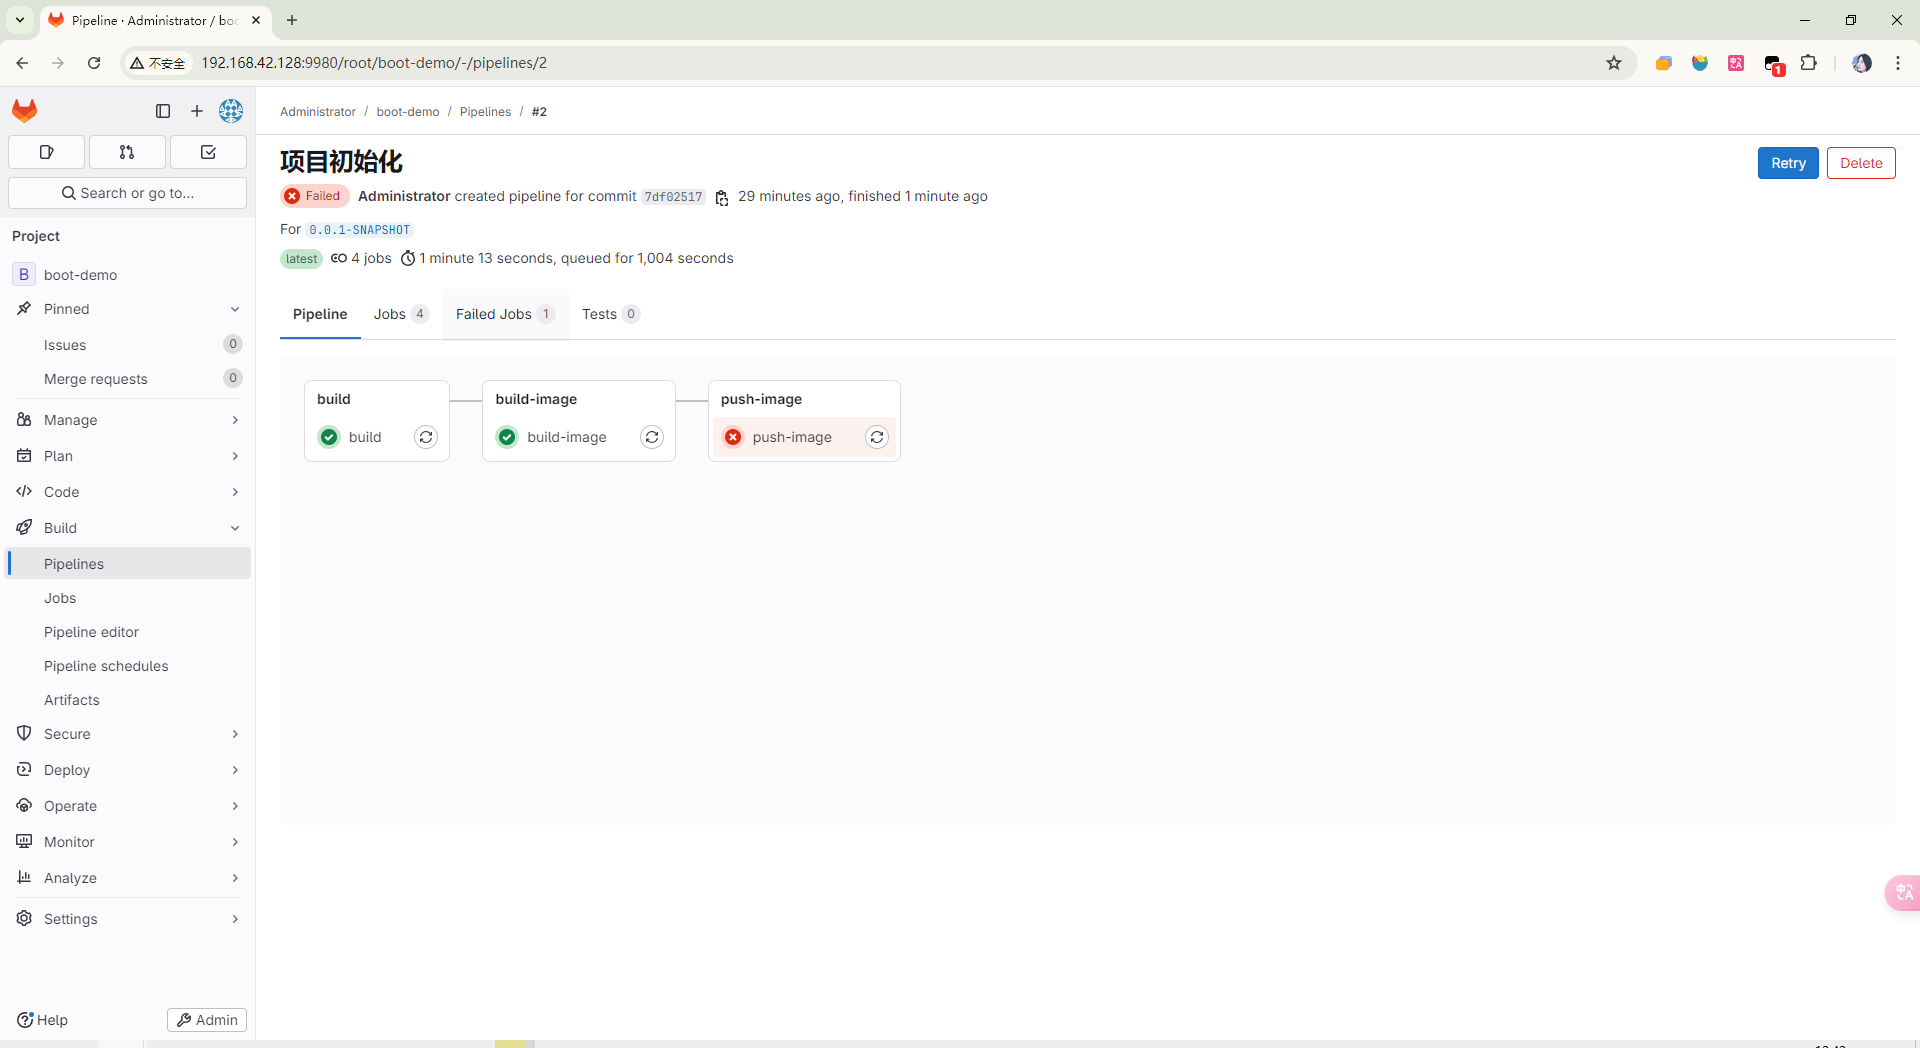 Pipeline · Administrator / boo
不安全
192.168.42.128:9980/root/boot-demo/-/pipelines/2
1
Administrator / boot-demo / Pipelines / #2
Search or go to...
Project
B boot-demo
Pinned
Issues 0
Merge requests 0
Manage
Plan
Code
Build
Pipelines
Jobs
Pipeline editor
Pipeline schedules
Artifacts
Secure
Deploy
Operate
Monitor
Analyze
Settings
Help
Admin
项目初始化
Retry
Delete
Failed Administrator created pipeline for commit 7df02517 29 minutes ago, finished 1 minute ago
For 0.0.1-SNAPSHOT
latest 4 jobs 1 minute 13 seconds, queued for 1,004 seconds
Pipeline Jobs 4 Failed Jobs 1 Tests 0
build
build
build-image
build-image
push-image
push-image